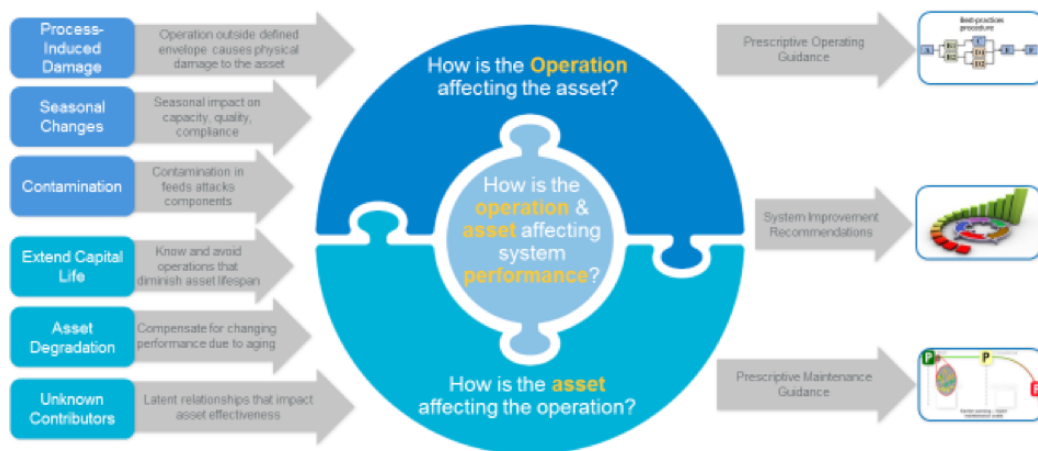 Process-
Induced
Damage
Operation outside defined
envelope causes physical
damage to the asset
Seasonal
Changes
Seasonal impact on
capacity, quality,
compliance
Contamination
Contamination in
feeds attacks
components
Extend Capital
Life
Know and avoid
operations that
diminish asset lifespan
Asset
Degradation
Compensate for changing
performance due to aging
Unknown
Contributors
Latent relationships that impact
asset effectiveness
How is the Operation
affecting the asset?
How is the
operation &
asset affecting
system
performance?
How is the asset
affecting the operation?
Prescriptive Operating
Guidance
Best-practices
procedure
A
B1
B2
C
D1
D2
E
F
System Improvement
Recommendations
Prescriptive Maintenance
Guidance
P
P